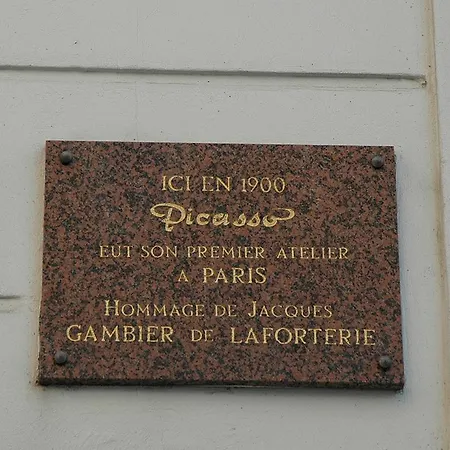 ICI EN 1900
Picasso
EUT SON PREMIER ATELIER
A PARIS
HOMMAGE DE JACQUES
GAMBIER DE LAFORTERIE